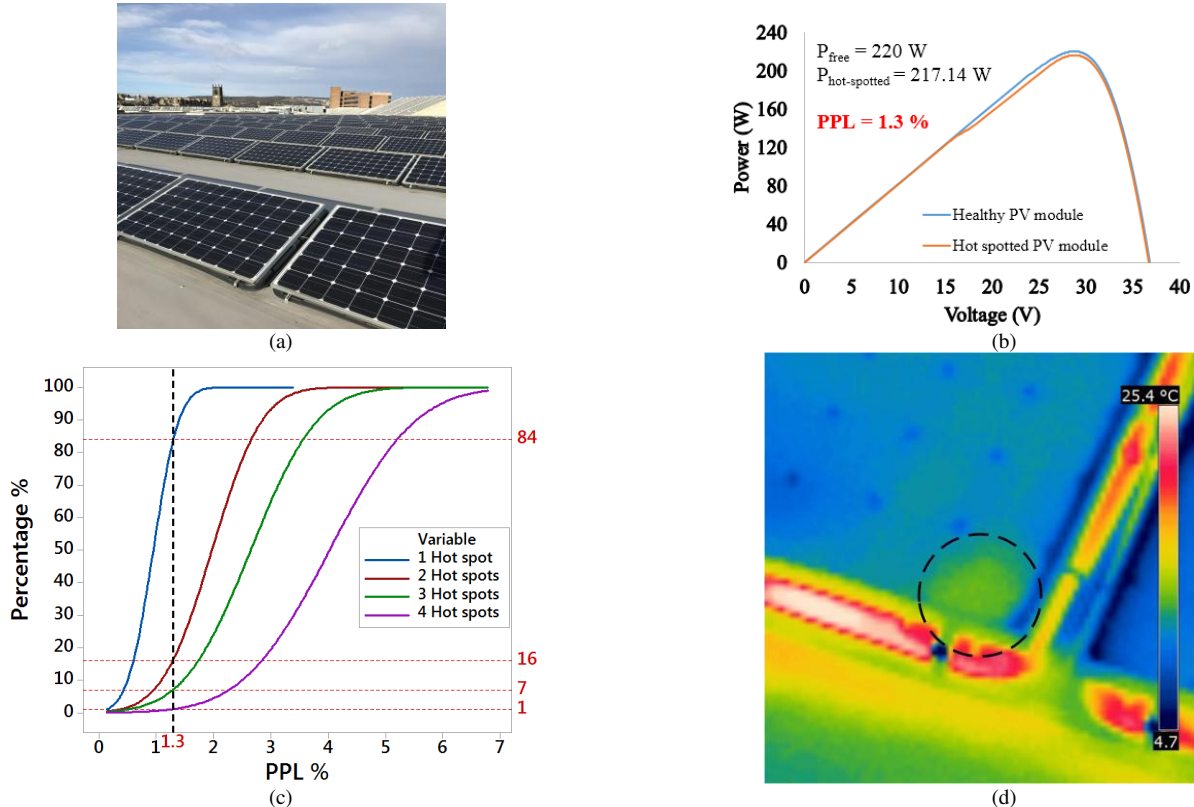 (a)
P_free = 220 W
P_hot-spotted = 217.14 W
PPL = 1.3 %
240
200
160
120
80
40
0
Power (W)
Healthy PV module
Hot spotted PV module
0 5 10 15 20 25 30 35 40
Voltage (V)
(b)
100
90
80
70
60
50
40
30
20
10
0
Percentage %
84
16
7
1
Variable
1 Hot spot
2 Hot spots
3 Hot spots
4 Hot spots
0 1 1.3 2 3 4 5 6 7
PPL %
(c)
25.4 °C
4.7
(d)